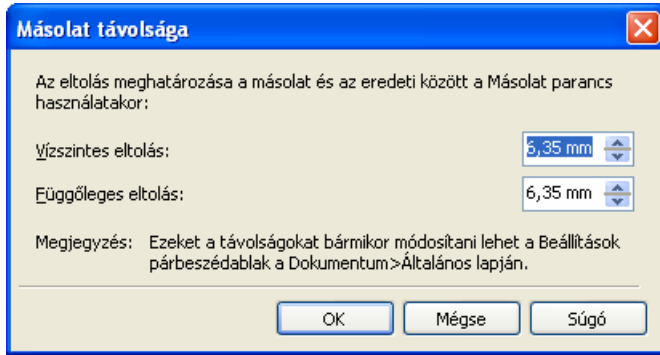 Másolat távolsága
Az eltolás meghatározása a másolat és az eredeti között a Másolat parancs
használatakor:
Vízszintes eltolás: 6,35 mm
Függőleges eltolás: 6,35 mm
Megjegyzés: Ezeket a távolságokat bármikor módosítani lehet a Beállítások
párbeszédablak a Dokumentum>Általános lapján.
OK Mégse Súgó